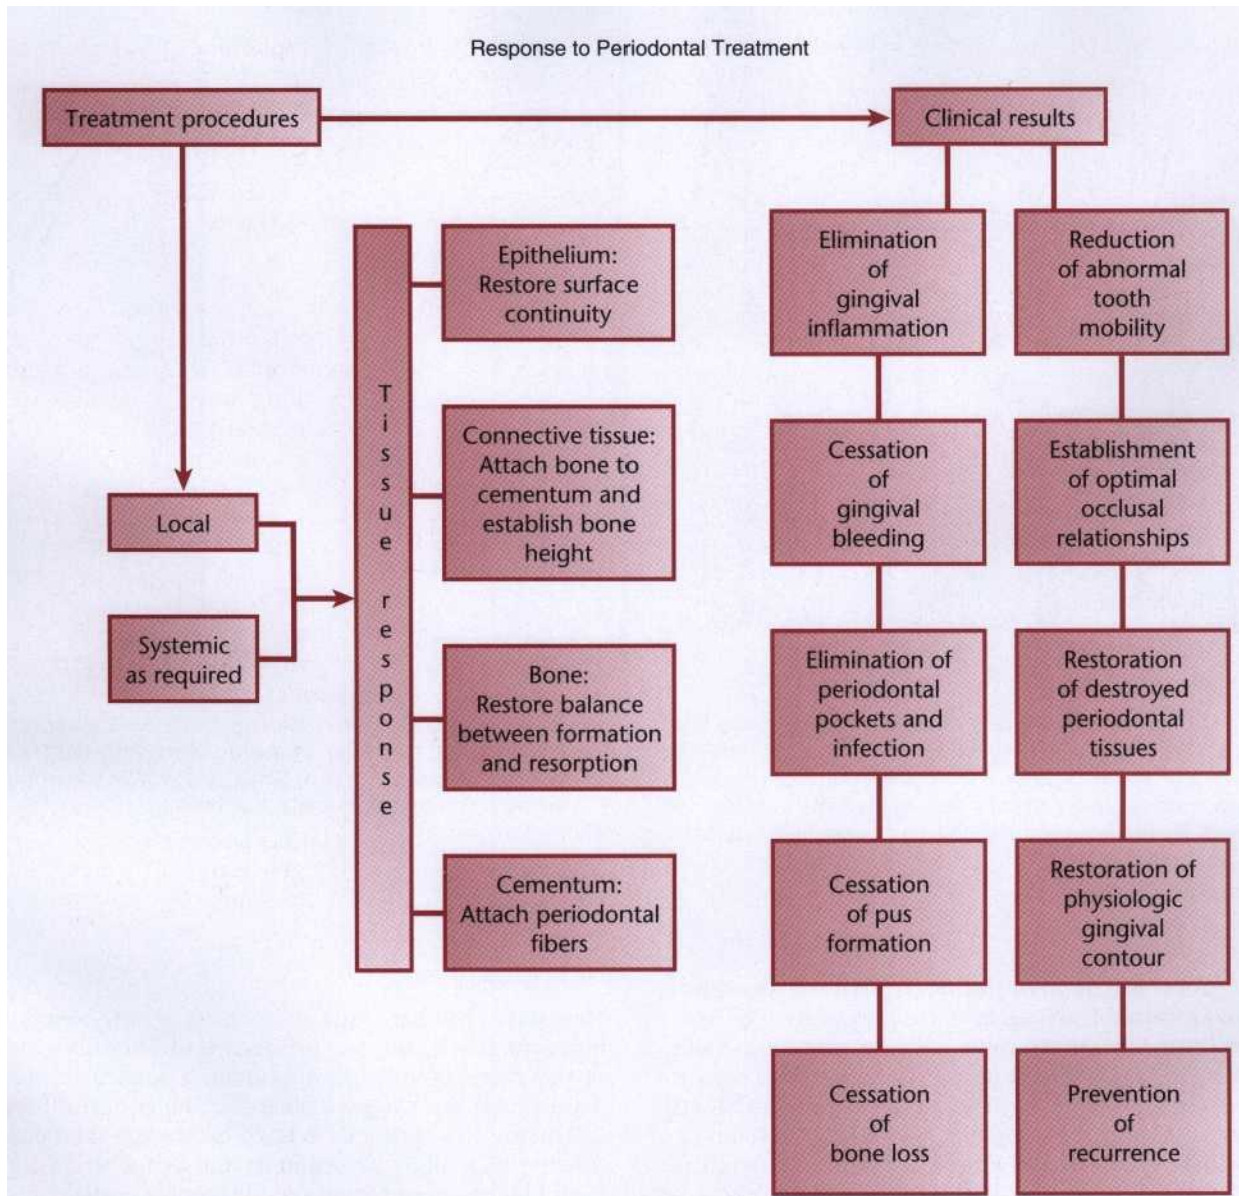 Response to Periodontal Treatment
Treatment procedures
Clinical results
Local
Systemic
as required
Tissue response
Epithelium:
Restore surface
continuity
Connective tissue:
Attach bone to
cementum and
establish bone
height
Bone:
Restore balance
between formation
and resorption
Cementum:
Attach periodontal
fibers
Elimination
of
gingival
inflammation
Cessation
of
gingival
bleeding
Elimination of
periodontal
pockets and
infection
Cessation
of pus
formation
Cessation
of
bone loss
Reduction
of abnormal
tooth
mobility
Establishment
of optimal
occlusal
relationships
Restoration
of destroyed
periodontal
tissues
Restoration of
physiologic
gingival
contour
Prevention
of
recurrence